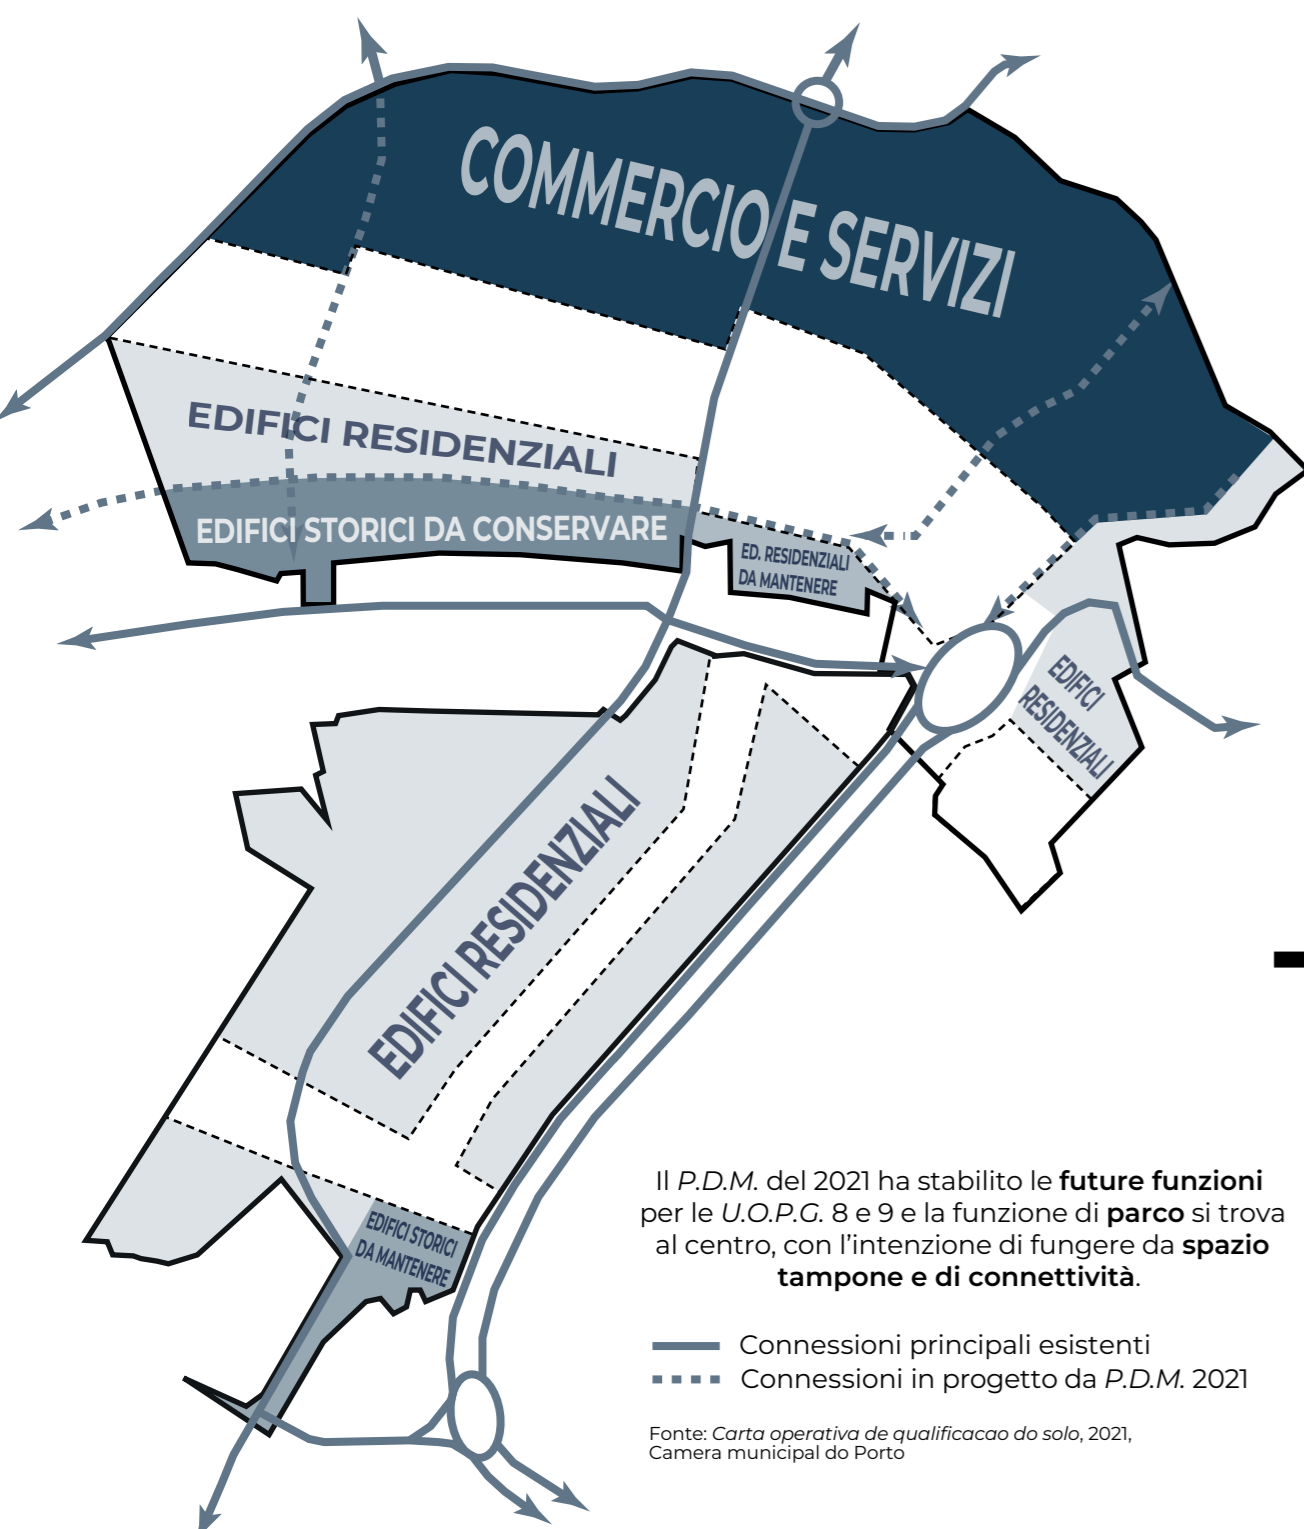 COMMERCIO E SERVIZI
EDIFICI RESIDENZIALI
EDIFICI STORICI DA CONSERVARE
ED. RESIDENZIALI
DA MANTENERE
EDIFICI
RESIDENZIALI
EDIFICI RESIDENZIALI
EDIFICI STORICI
DA MANTENERE
Il P.D.M. del 2021 ha stabilito le future funzioni
per le U.O.P.G. 8 e 9 e la funzione di parco si trova
al centro, con l'intenzione di fungere da spazio
tampone e di connettività.
Connessioni principali esistenti
Connessioni in progetto da P.D.M. 2021
Fonte: Carta operativa de qualificacao do solo, 2021,
Camera municipal do Porto